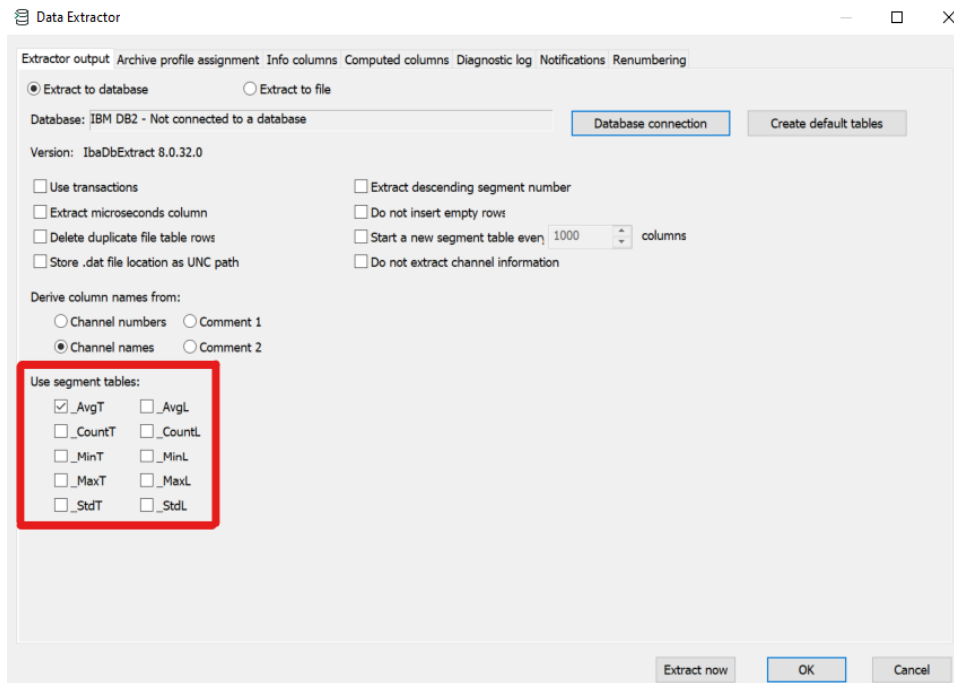 Data Extractor
Extractor output Archive profile assignment Info columns Computed columns Diagnostic log Notifications Renumbering
Extract to database Extract to file
Database: IBM DB2 - Not connected to a database Database connection Create default tables
Version: IbaDbExtract 8.0.32.0
Use transactions Extract descending segment number
Extract microseconds column Do not insert empty rows
Delete duplicate file table rows Start a new segment table every 1000 columns
Store .dat file location as UNC path Do not extract channel information
Derive column names from:
Channel numbers Comment 1
Channel names Comment 2
Use segment tables:
_AvgT _AvgL
_CountT _CountL
_MinT _MinL
_MaxT _MaxL
_StdT _StdL
Extract now OK Cancel